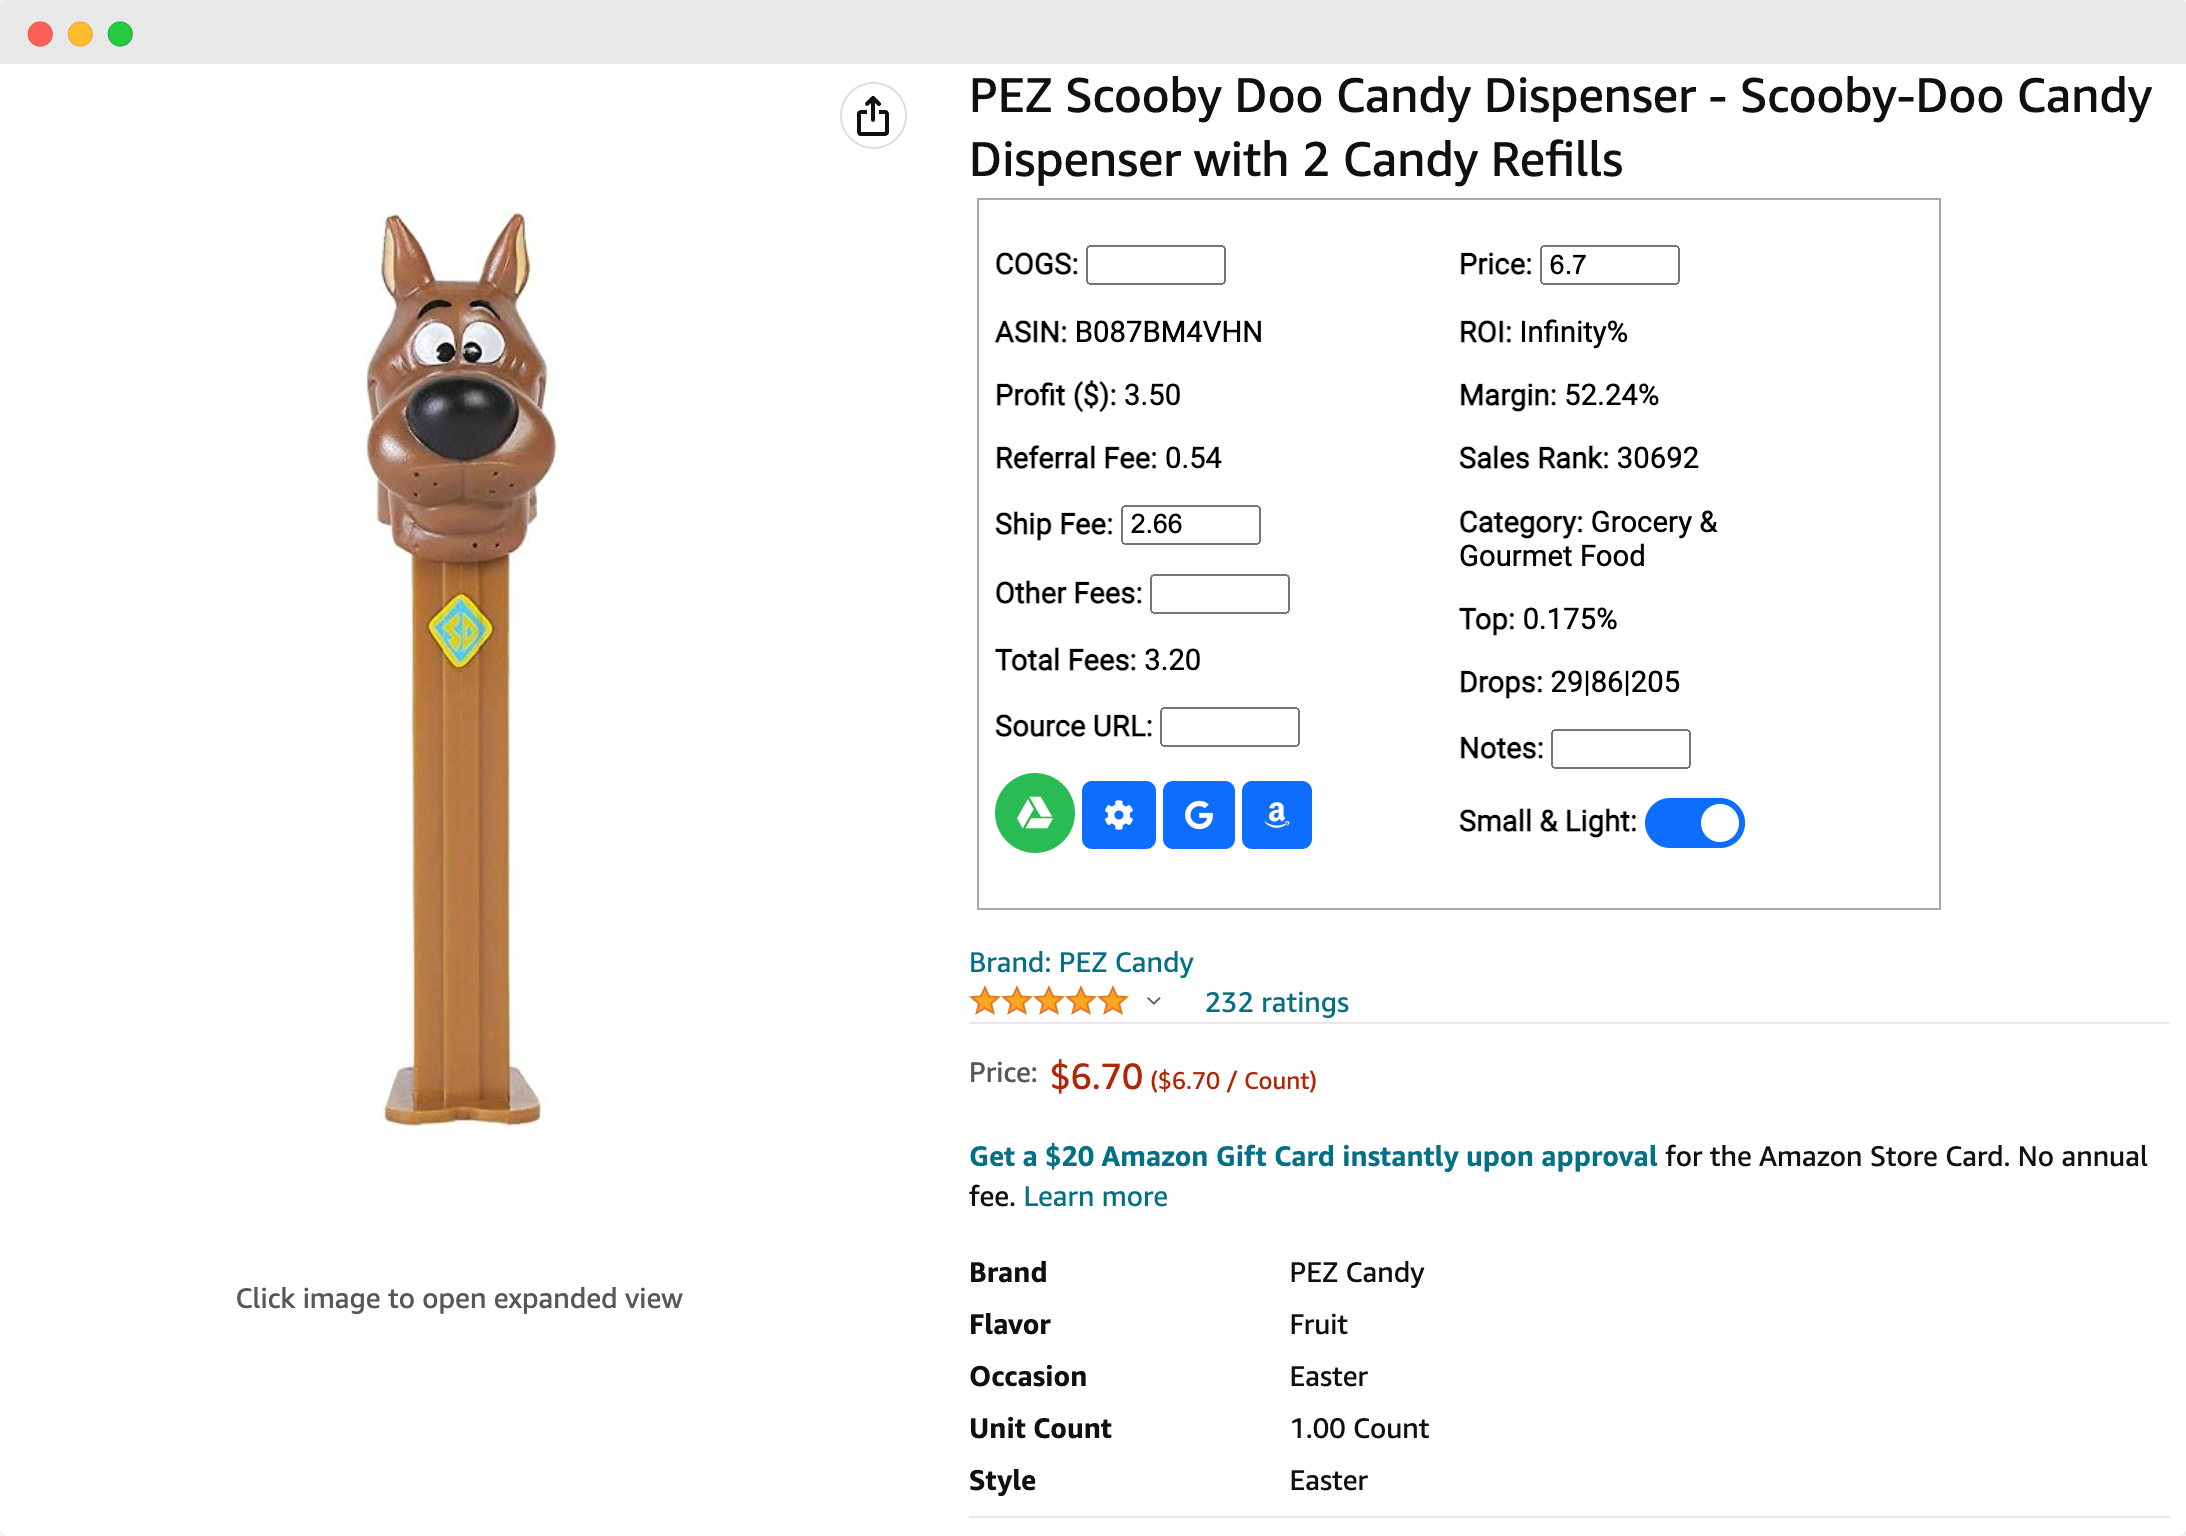 PEZ Scooby Doo Candy Dispenser - Scooby-Doo Candy
Dispenser with 2 Candy Refills
COGS:
Price: 6.7
ASIN: B087BM4VHN
ROI: Infinity%
Profit ($): 3.50
Margin: 52.24%
Referral Fee: 0.54
Sales Rank: 30692
Ship Fee: 2.66
Category: Grocery &
Gourmet Food
Other Fees:
Top: 0.175%
Total Fees: 3.20
Drops: 29|86|205
Source URL:
Notes:
G
a
Small & Light:
SD
Brand: PEZ Candy
232 ratings
Price: $6.70 ($6.70 / Count)
Get a $20 Amazon Gift Card instantly upon approval for the Amazon Store Card. No annual
fee. Learn more
Click image to open expanded view
Brand PEZ Candy
Flavor Fruit
Occasion Easter
Unit Count 1.00 Count
Style Easter